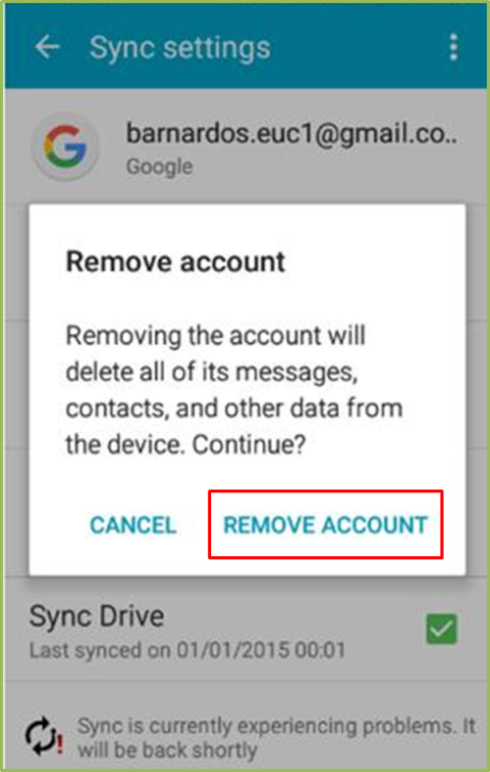 Sync settings
barnardos.euc1@gmail.co..
Google
Remove account
Removing the account will
delete all of its messages,
contacts, and other data from
the device. Continue?
CANCEL REMOVE ACCOUNT
Sync Drive
Last synced on 01/01/2015 00:01
Sync is currently experiencing problems. It
will be back shortly